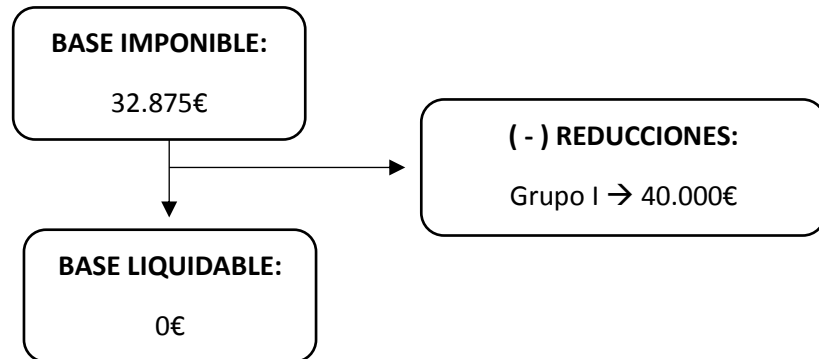 BASE IMPONIBLE:
32.875€
( - ) REDUCCIONES:
Grupo I → 40.000€
BASE LIQUIDABLE:
0€